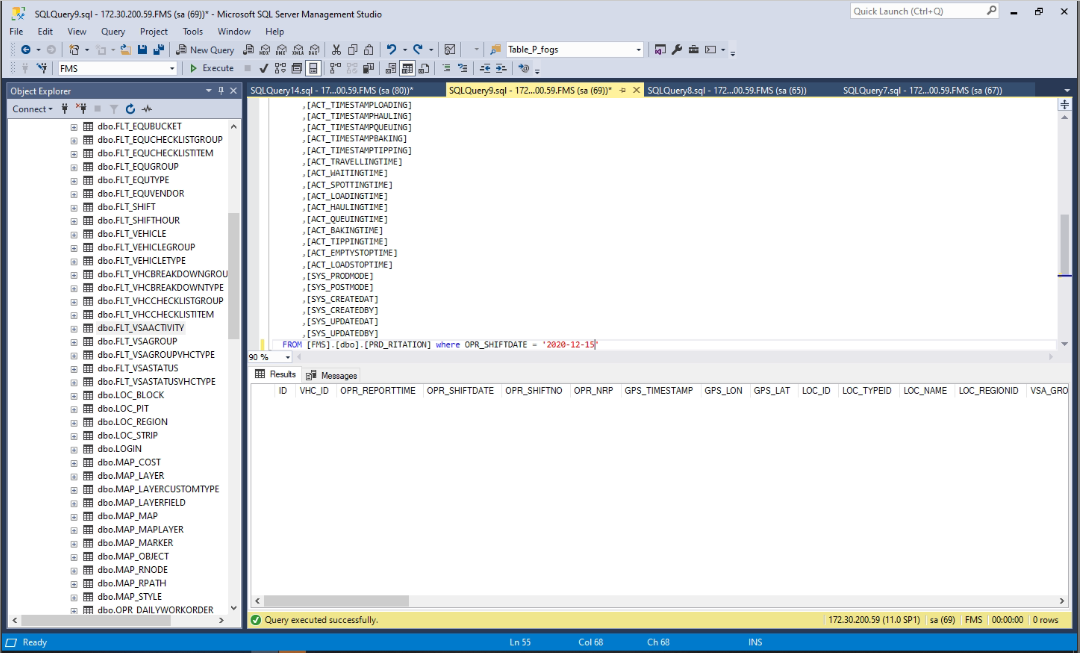 SQLQuery9.sql - 172.30.200.59.FMS (sa (69))* - Microsoft SQL Server Management Studio
Quick Launch (Ctrl+Q)
File Edit View Query Project Tools Window Help
New Query
Table_P_fogs
FMS
Execute
Object Explorer
Connect
dbo.FLT_EQUBUCKET
dbo.FLT_EQUCHECKLISTGROUP
dbo.FLT_EQUCHECKLISTITEM
dbo.FLT_EQUGROUP
dbo.FLT_EQUTYPE
dbo.FLT_EQUVENDOR
dbo.FLT_SHIFT
dbo.FLT_SHIFTHOUR
dbo.FLT_VEHICLE
dbo.FLT_VEHICLEGROUP
dbo.FLT_VEHICLETYPE
dbo.FLT_VHCBREAKDOWNGROU
dbo.FLT_VHCBREAKDOWNTYPE
dbo.FLT_VHCCHECKLISTGROUP
dbo.FLT_VHCCHECKLISTITEM
dbo.FLT_VSAACTIVITY
dbo.FLT_VSAGROUP
dbo.FLT_VSAGROUPVHCTYPE
dbo.FLT_VSASTATUS
dbo.FLT_VSASTATUSVHCTYPE
dbo.LOC_BLOCK
dbo.LOC_PIT
dbo.LOC_REGION
dbo.LOC_STRIP
dbo.LOGIN
dbo.MAP_COST
dbo.MAP_LAYER
dbo.MAP_LAYERCUSTOMTYPE
dbo.MAP_LAYERFIELD
dbo.MAP_MAP
dbo.MAP_MAPLAYER
dbo.MAP_MARKER
dbo.MAP_OBJECT
dbo.MAP_RNODE
dbo.MAP_RPATH
dbo.MAP_STYLE
dbo.OPR_DAILYWORKORDER
SQLQuery14.sql - 17...00.59.FMS (sa (80))* SQLQuery9.sql - 172...00.59.FMS (sa (69))* SQLQuery8.sql - 172...00.59.FMS (sa (65)) SQLQuery7.sql - 172...00.59.FMS (sa (67))
,[ACT_TIMESTAMPLOADING]
,[ACT_TIMESTAMPHAULING]
,[ACT_TIMESTAMPQUEUING]
,[ACT_TIMESTAMPBAKING]
,[ACT_TIMESTAMPTIPPING]
,[ACT_TRAVELLINGTIME]
,[ACT_WAITINGTIME]
,[ACT_SPOTTINGTIME]
,[ACT_LOADINGTIME]
,[ACT_HAULINGTIME]
,[ACT_QUEUINGTIME]
,[ACT_BAKINGTIME]
,[ACT_TIPPINGTIME]
,[ACT_EMPTYSTOPTIME]
,[ACT_LOADSTOPTIME]
,[SYS_PRODMODE]
,[SYS_POSTMODE]
,[SYS_CREATEDAT]
,[SYS_CREATEDBY]
,[SYS_UPDATEDAT]
,[SYS_UPDATEDBY]
FROM [FMS].[dbo].[PRD_RITATION] where OPR_SHIFTDATE = '2020-12-15'
90 %
Results Messages
ID VHC_ID OPR_REPORTTIME OPR_SHIFTDATE OPR_SHIFTNO OPR_NRP GPS_TIMESTAMP GPS_LON GPS_LAT LOC_ID LOC_TYPEID LOC_NAME LOC_REGIONID VSA_GRO
Query executed successfully. 172.30.200.59 (11.0 SP1) sa (69) FMS 00:00:00 0 rows
Ready Ln 55 Col 68 Ch 68 INS